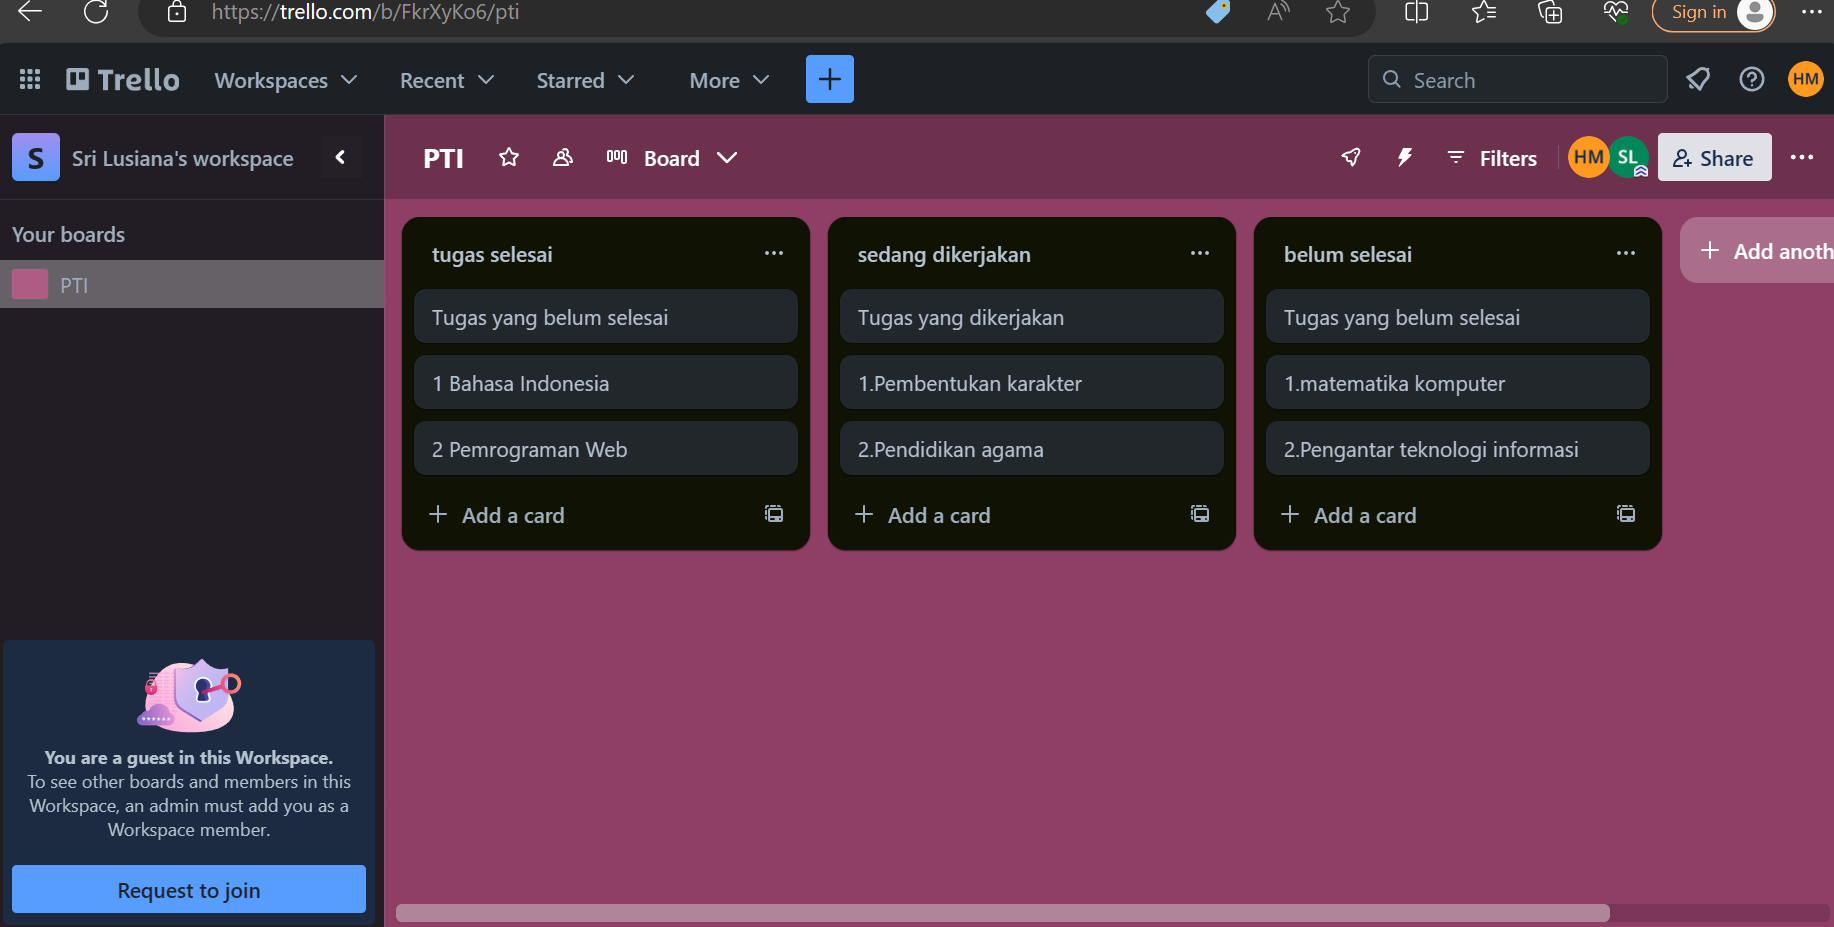 https://trello.com/b/FkrXyKo6/pti
Sign in
Trello
Workspaces
Recent
Starred
More
Search
HM
S
Sri Lusiana's workspace
PTI
Board
Filters
HM
SL
Share
Your boards
PTI
tugas selesai
Tugas yang belum selesai
1 Bahasa Indonesia
2 Pemrograman Web
Add a card
sedang dikerjakan
Tugas yang dikerjakan
1.Pembentukan karakter
2.Pendidikan agama
Add a card
belum selesai
Tugas yang belum selesai
1.matematika komputer
2.Pengantar teknologi informasi
Add a card
Add anoth
You are a guest in this Workspace.
To see other boards and members in this
Workspace, an admin must add you as a
Workspace member.
Request to join